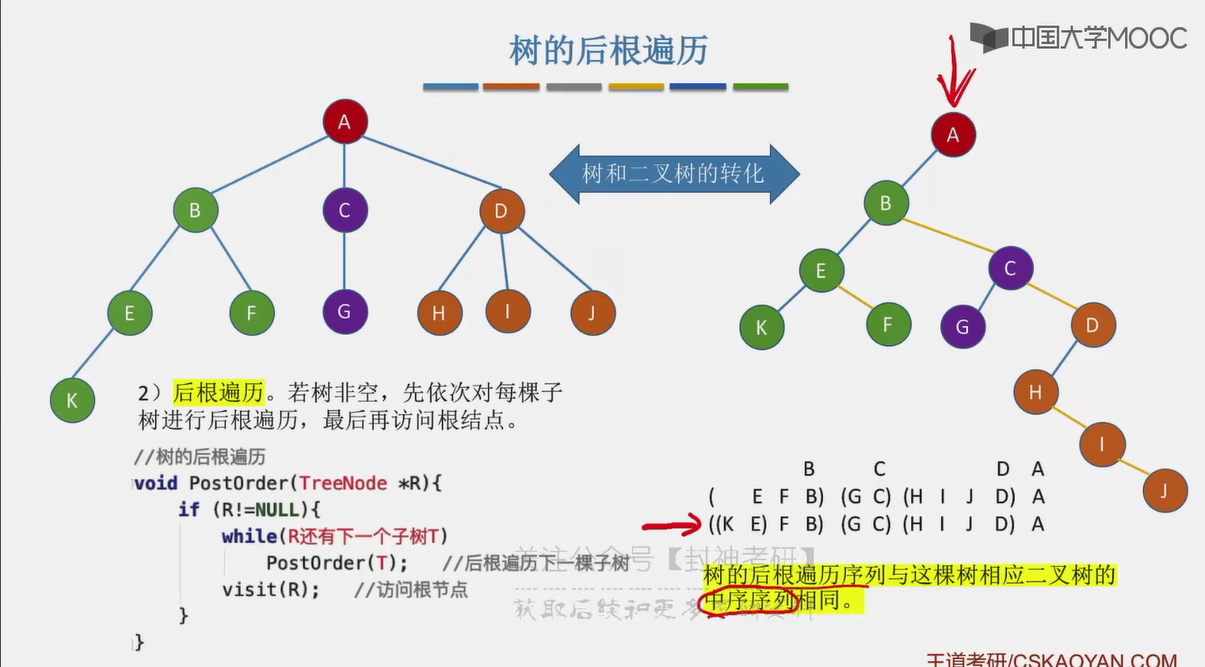 树的后根遍历
中国大学MOOC
A
B
C
D
E
F
G
H
I
J
K
树和二叉树的转化
A
B
E
C
K
F
G
D
H
I
J
2）后根遍历。若树非空，先依次对每棵子
树进行后根遍历，最后再访问根结点。
//树的后根遍历
void PostOrder(TreeNode *R){
if (R!=NULL){
while(R还有下一个子树T)
PostOrder(T); //后根遍历下一棵子树
visit(R); //访问根节点
}
}
B C D A
( E F B) (G C) (H I J D) A
((K E) F B) (G C) (H I J D) A
关注公众号【封神考研】
树的后根遍历序列与这棵树相应二叉树的
中序序列相同。
获取后续和更多
王道考研/CSKAOYAN.COM